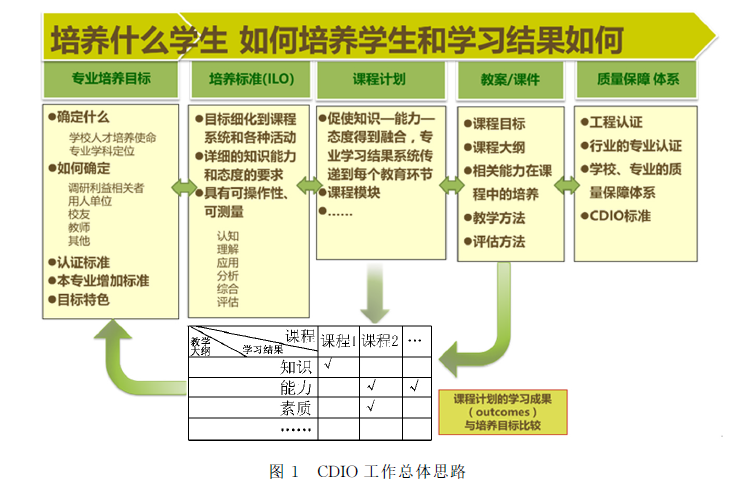 培养什么学生 如何培养学生和学习结果如何
专业培养目标
培养标准(ILO)
课程计划
教案/课件
质量保障 体系
●确定什么
学校人才培养使命
专业学科定位
●如何确定
调研利益相关者
用人单位
校友
教师
其他
●认证标准
●本专业增加标准
●目标特色
●目标细化到课程
系统和各种活动
●详细的知识能力
和态度的要求
●具有可操作性、
可测量
认知
理解
应用
分析
综合
评估
●促使知识—能力—
态度得到融合，专
业学习结果系统传
递到每个教育环节
●课程模块
●……
●课程目标
●课程大纲
●相关能力在课
程中的培养
●教学方法
●评估方法
●工程认证
●行业的专业认证
●学校、专业的质
量保障体系
●CDIO标准
课程
学习结果
教学
大纲
课程1
课程2
…
知识
√
能力
√
√
素质
√
……
课程计划的学习成果
（outcomes）
与培养目标比较
图 1 CDIO 工作总体思路